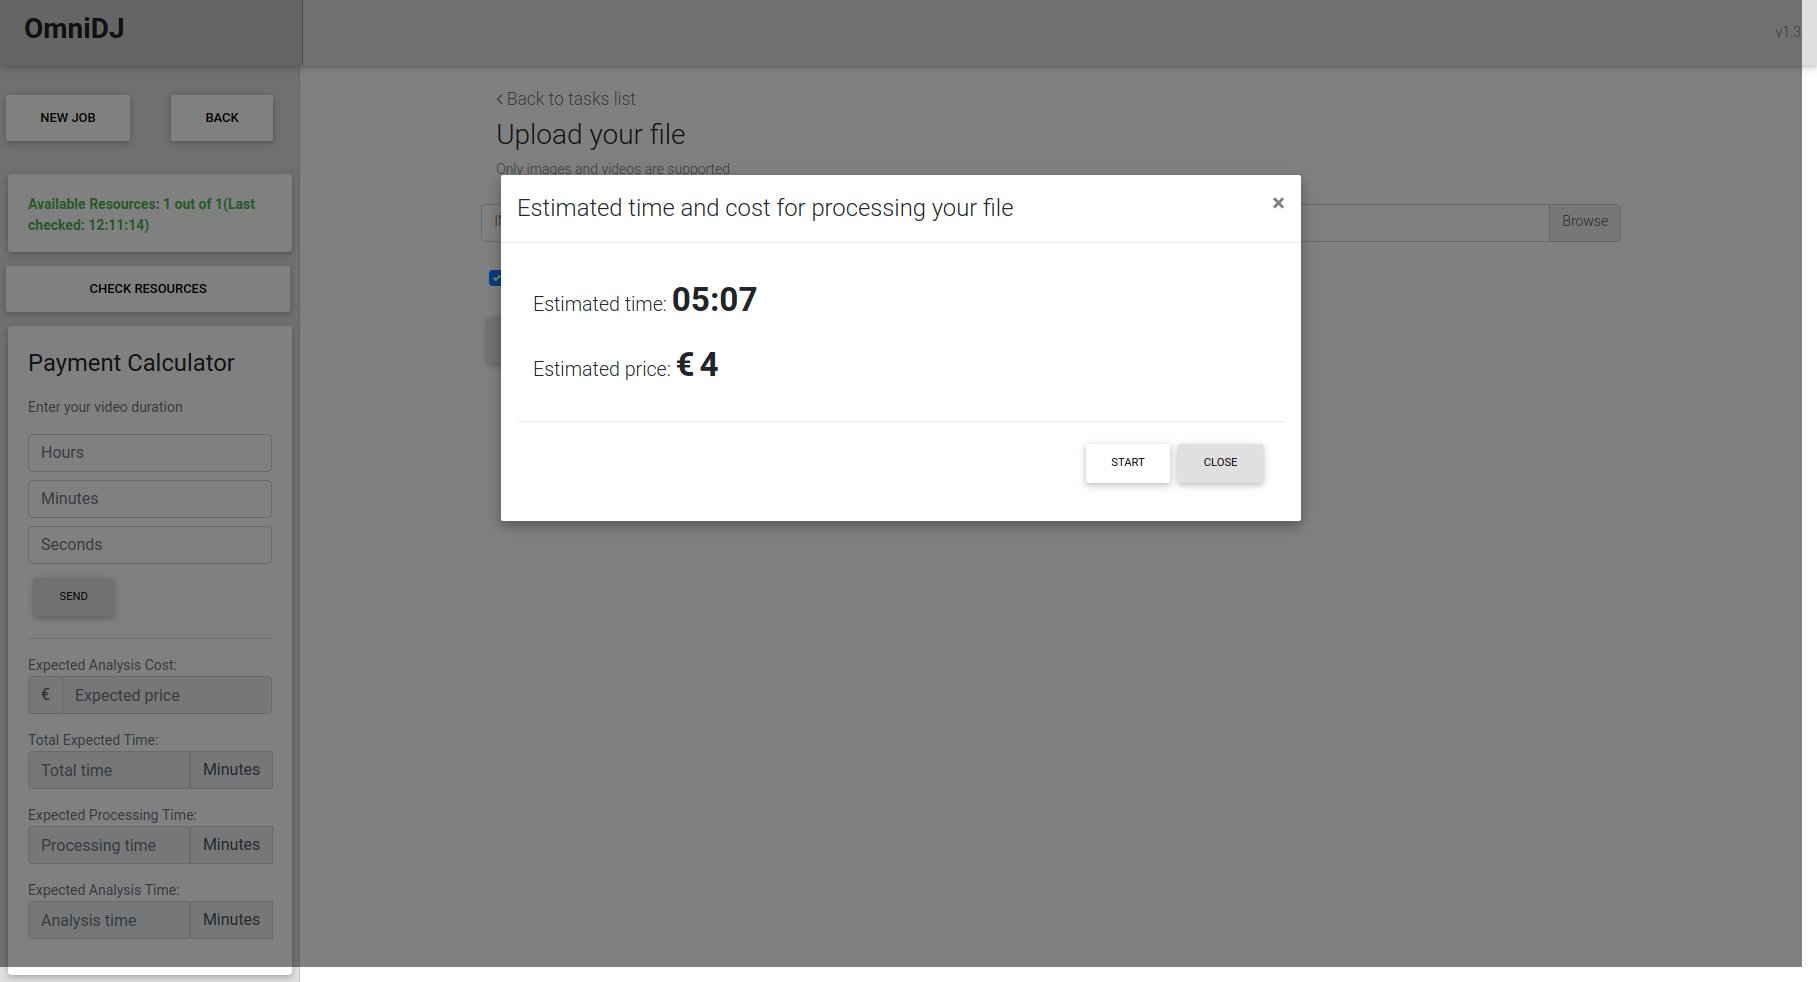 OmniDJ
v1.3
NEW JOB
BACK
Available Resources: 1 out of 1(Last
checked: 12:11:14)
CHECK RESOURCES
Payment Calculator
Enter your video duration
Hours
Minutes
Seconds
SEND
Expected Analysis Cost:
€ Expected price
Total Expected Time:
Total time Minutes
Expected Processing Time:
Processing time Minutes
Expected Analysis Time:
Analysis time Minutes
Back to tasks list
Upload your file
Only images and videos are supported
Browse
Estimated time and cost for processing your file
×
Estimated time: 05:07
Estimated price: € 4
START
CLOSE